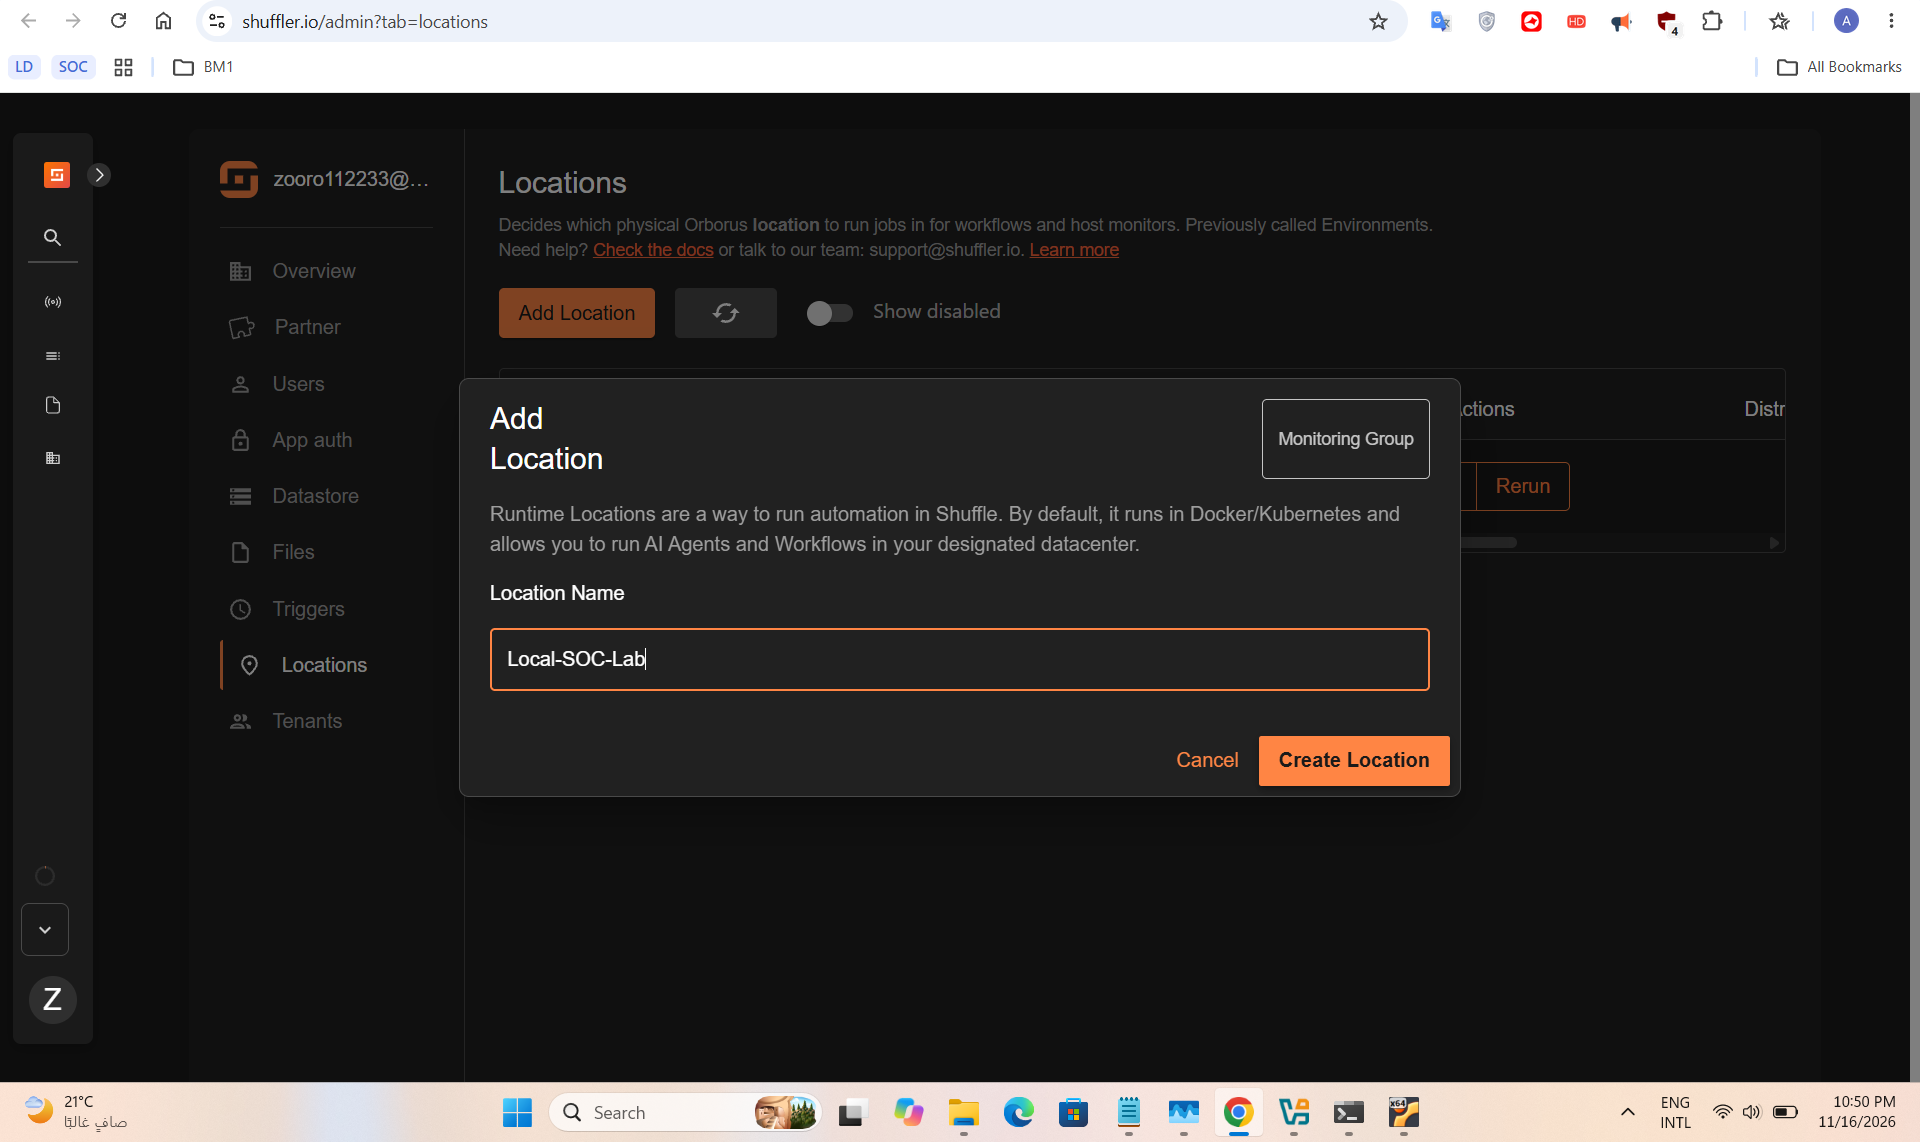 shuffler.io/admin?tab=locations
HD
4
A
LD
SOC
BM1
All Bookmarks
zooro112233@...
Overview
Partner
Users
App auth
Datastore
Files
Triggers
Locations
Tenants
Z
Locations
Decides which physical Orborus location to run jobs in for workflows and host monitors. Previously called Environments.
Need help? Check the docs or talk to our team: support@shuffler.io. Learn more
Add Location
Show disabled
ctions
Distr
Rerun
Add
Location
Monitoring Group
Runtime Locations are a way to run automation in Shuffle. By default, it runs in Docker/Kubernetes and
allows you to run AI Agents and Workflows in your designated datacenter.
Location Name
Local-SOC-Lab
Cancel
Create Location
21°C
صافٍ غالبًا
Search
X64
ENG
INTL
10:50 PM
11/16/2026